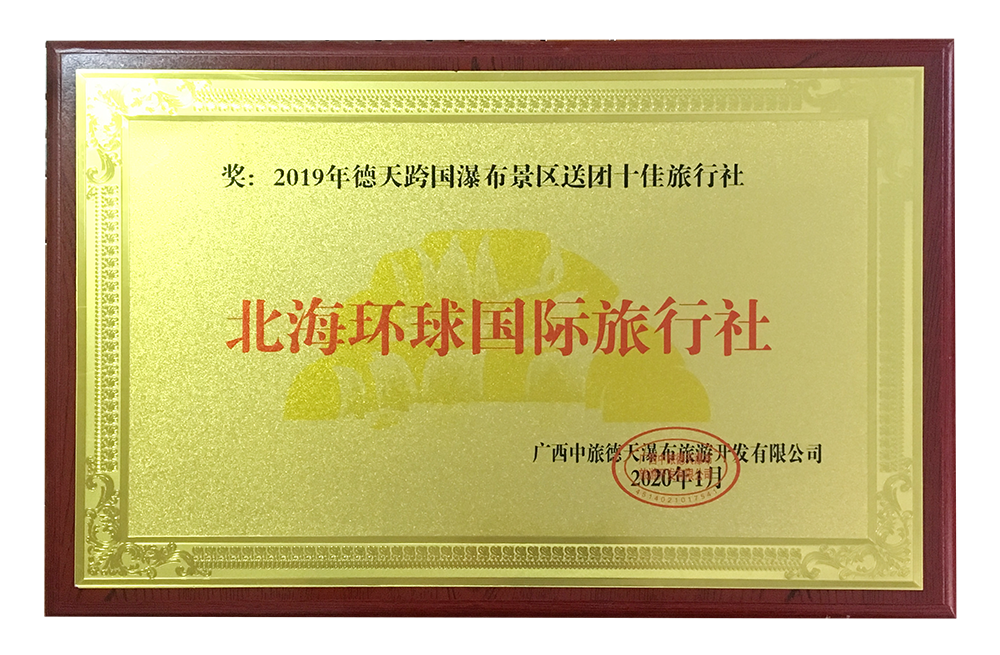 奖：2019年德天跨国瀑布景区送团十佳旅行社
北海环球国际旅行社
广西中旅德天瀑布旅游开发有限公司
2020年1月